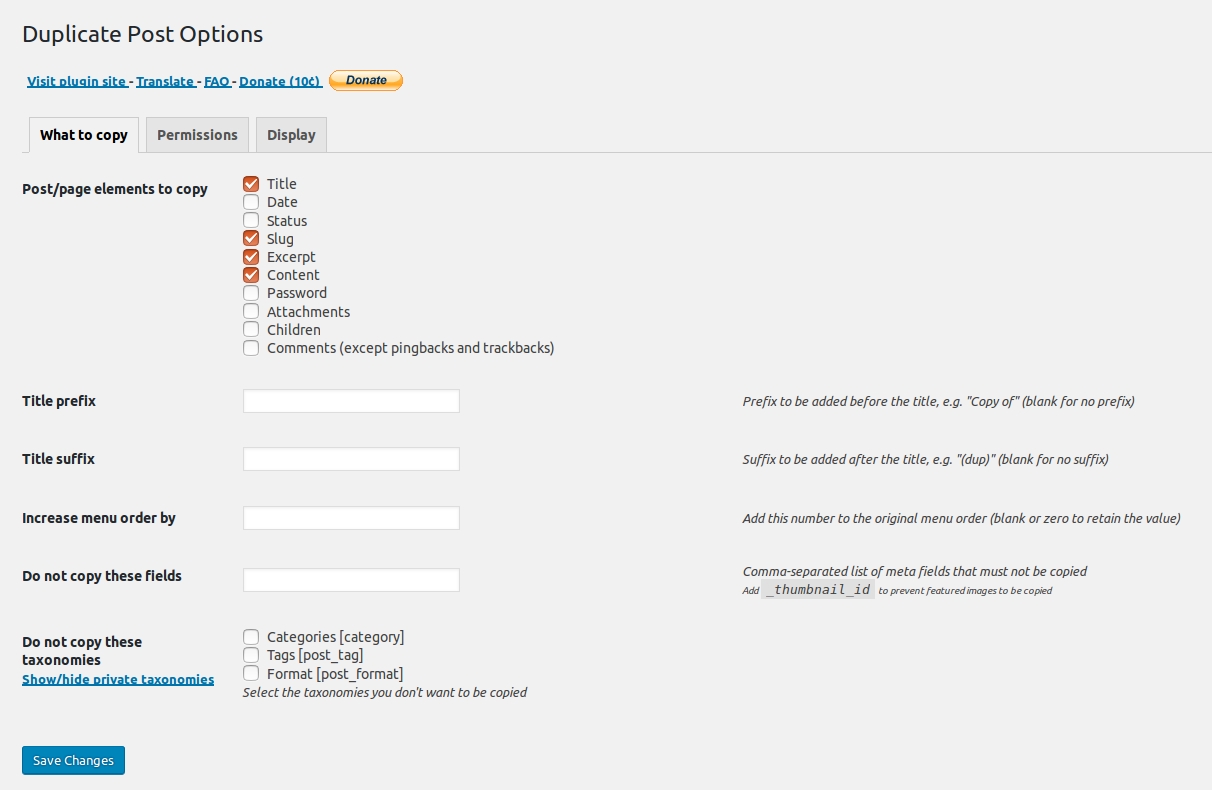 Duplicate Post Options
Visit plugin site - Translate - FAQ - Donate (10¢) Donate
What to copy Permissions Display
Post/page elements to copy
Title
Date
Status
Slug
Excerpt
Content
Password
Attachments
Children
Comments (except pingbacks and trackbacks)
Title prefix Prefix to be added before the title, e.g. "Copy of" (blank for no prefix)
Title suffix Suffix to be added after the title, e.g. "(dup)" (blank for no suffix)
Increase menu order by Add this number to the original menu order (blank or zero to retain the value)
Do not copy these fields Comma-separated list of meta fields that must not be copied
Add _thumbnail_id to prevent featured images to be copied
Do not copy these
taxonomies
Show/hide private taxonomies
Categories [category]
Tags [post_tag]
Format [post_format]
Select the taxonomies you don't want to be copied
Save Changes